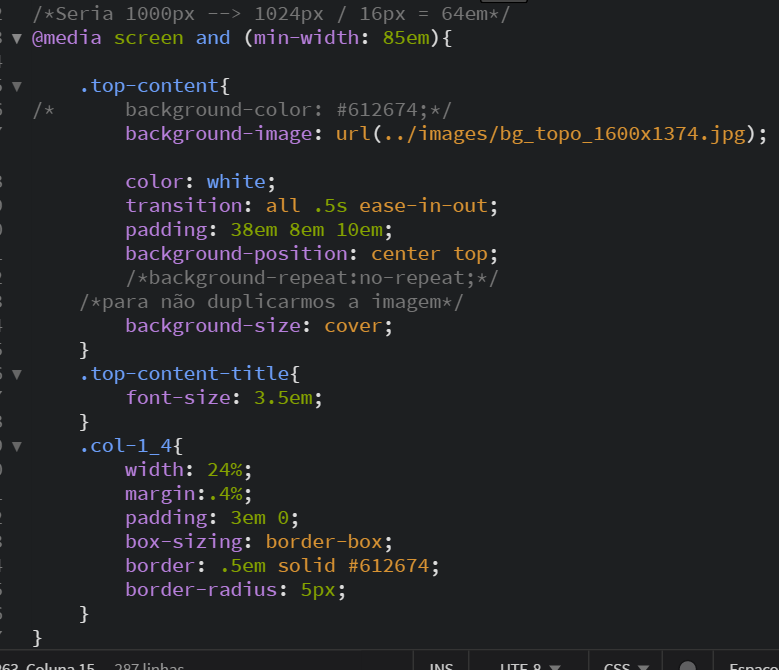 /*Seria 1000px --> 1024px / 16px = 64em*/
@media screen and (min-width: 85em){
.top-content{
/* background-color: #612674;*/
background-image: url(../images/bg_topo_1600x1374.jpg);
color: white;
transition: all .5s ease-in-out;
padding: 38em 8em 10em;
background-position: center top;
/*background-repeat:no-repeat;*/
/*para não duplicarmos a imagem*/
background-size: cover;
}
.top-content-title{
font-size: 3.5em;
}
.col-1_4{
width: 24%;
margin:.4%;
padding: 3em 0;
box-sizing: border-box;
border: .5em solid #612674;
border-radius: 5px;
}
}
Coluna 15 287 linhas INS UTF-8 CSS